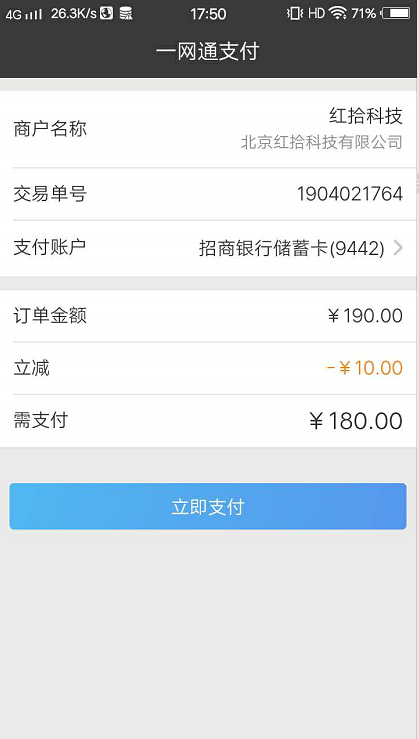 4G 26.3K/s 17:50 HD 71%
一网通支付
商户名称 红拾科技
北京红拾科技有限公司
交易单号 1904021764
支付账户 招商银行储蓄卡(9442)
订单金额 ￥190.00
立减 -￥10.00
需支付 ￥180.00
立即支付